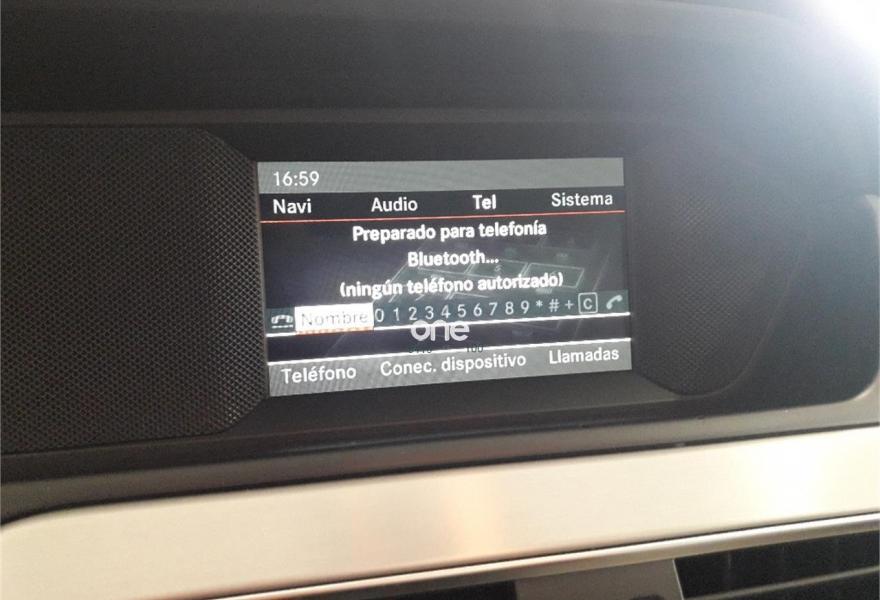 16:59
Navi Audio Tel Sistema
Preparado para telefonía
Bluetooth...
(ningún teléfono autorizado)
Nombre 0 1 2 3 4 5 6 7 8 9 * # + C
one
Teléfono Conec. dispositivo Llamadas